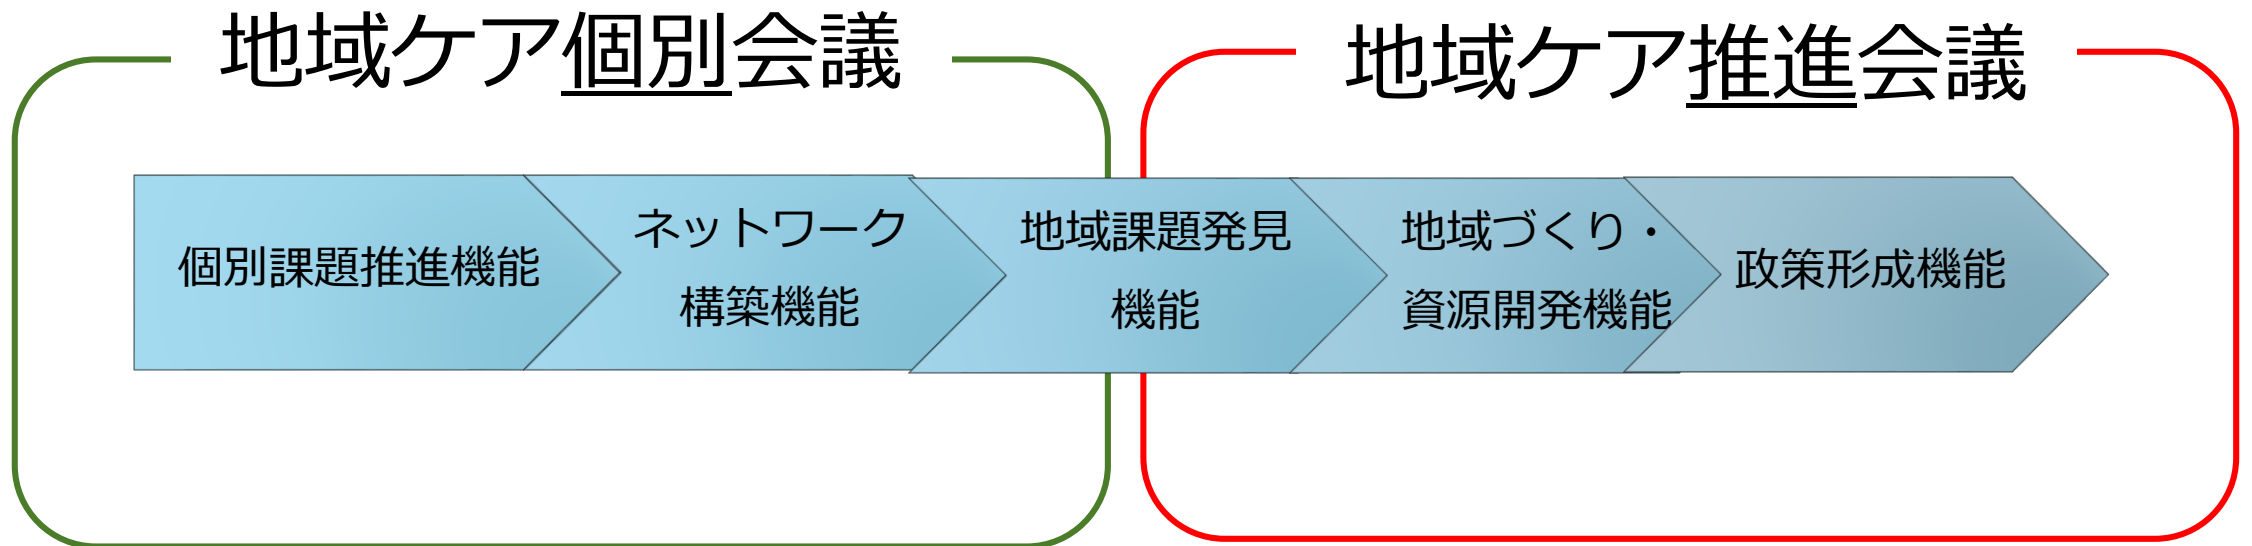 地域ケア個別会議
地域ケア推進会議
個別課題推進機能
ネットワーク
構築機能
地域課題発見
機能
地域づくり・
資源開発機能
政策形成機能